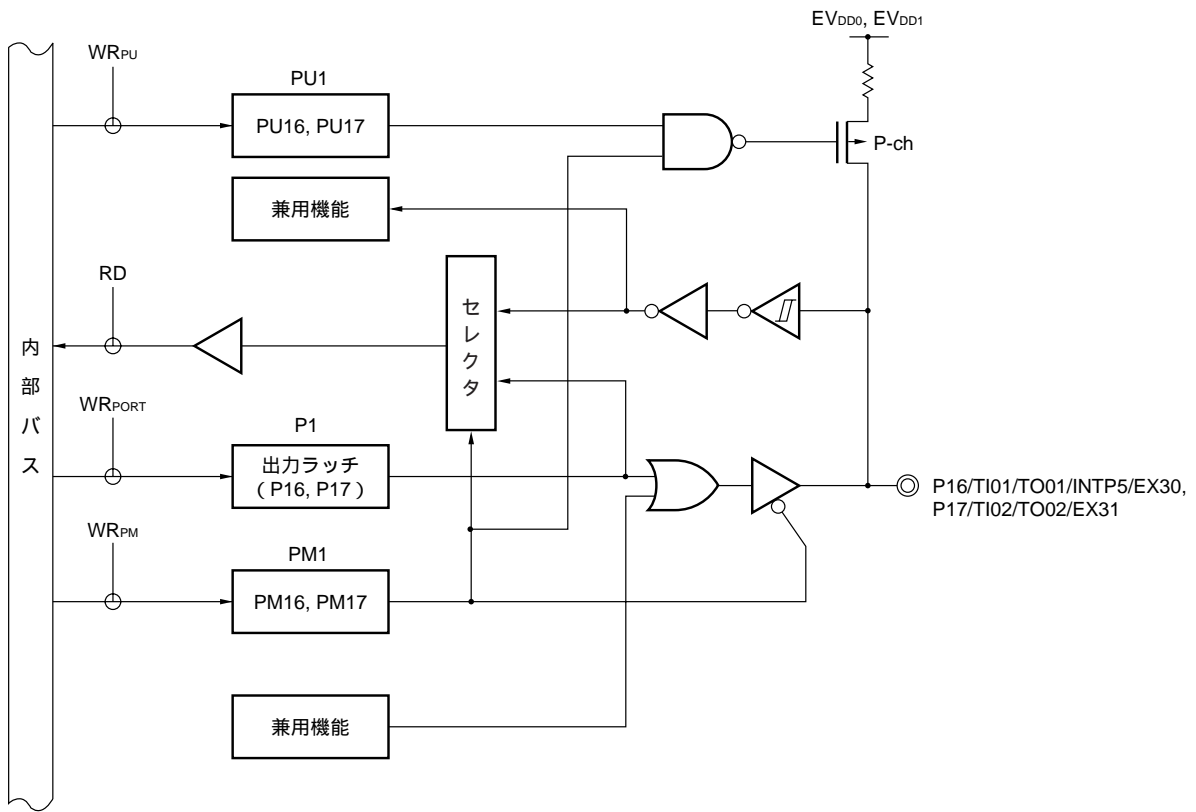 EVDD0, EVDD1
WRPU
PU1
PU16, PU17
P-ch
兼用機能
RD
セレクタ
内部バス
WRPORT
P1
出力ラッチ
( P16, P17 )
P16/TI01/TO01/INTP5/EX30,
P17/TI02/TO02/EX31
WRPM
PM1
PM16, PM17
兼用機能